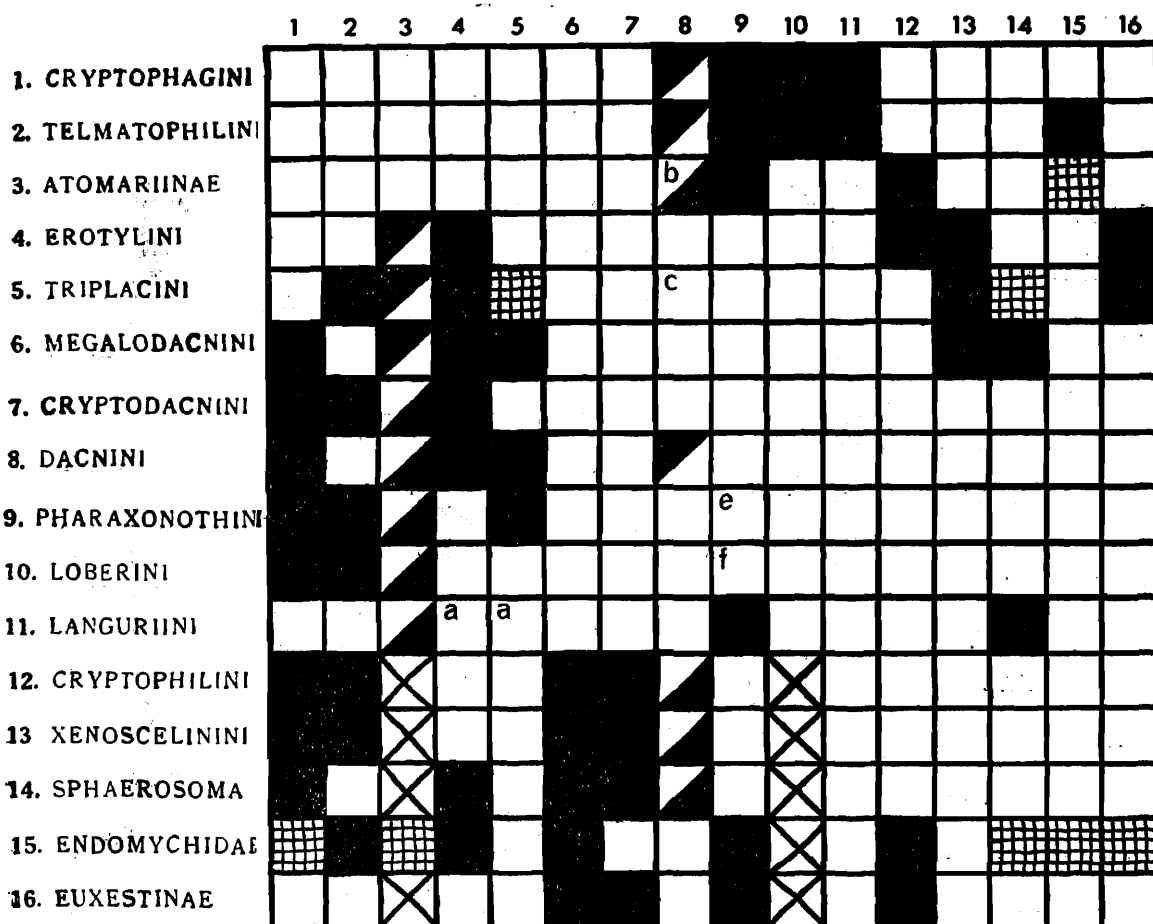 1 2 3 4 5 6 7 8 9 10 11 12 13 14 15 16
1. CRYPTOPHAGINI
2. TELMATOPHILINI
3. ATOMARIINAE b
4. EROTYLINI
5. TRIPLACINI c
6. MEGALODACNINI
7. CRYPTODACNINI
8. DACNINI
9. PHARAXONOTHINI e
10. LOBERINI f
11. LANGURIINI a a
12. CRYPTOPHILINI
13 XENOSCELININI
14. SPHAEROSOMA
15. ENDOMYCHIDAE
16. EUXESTINAE